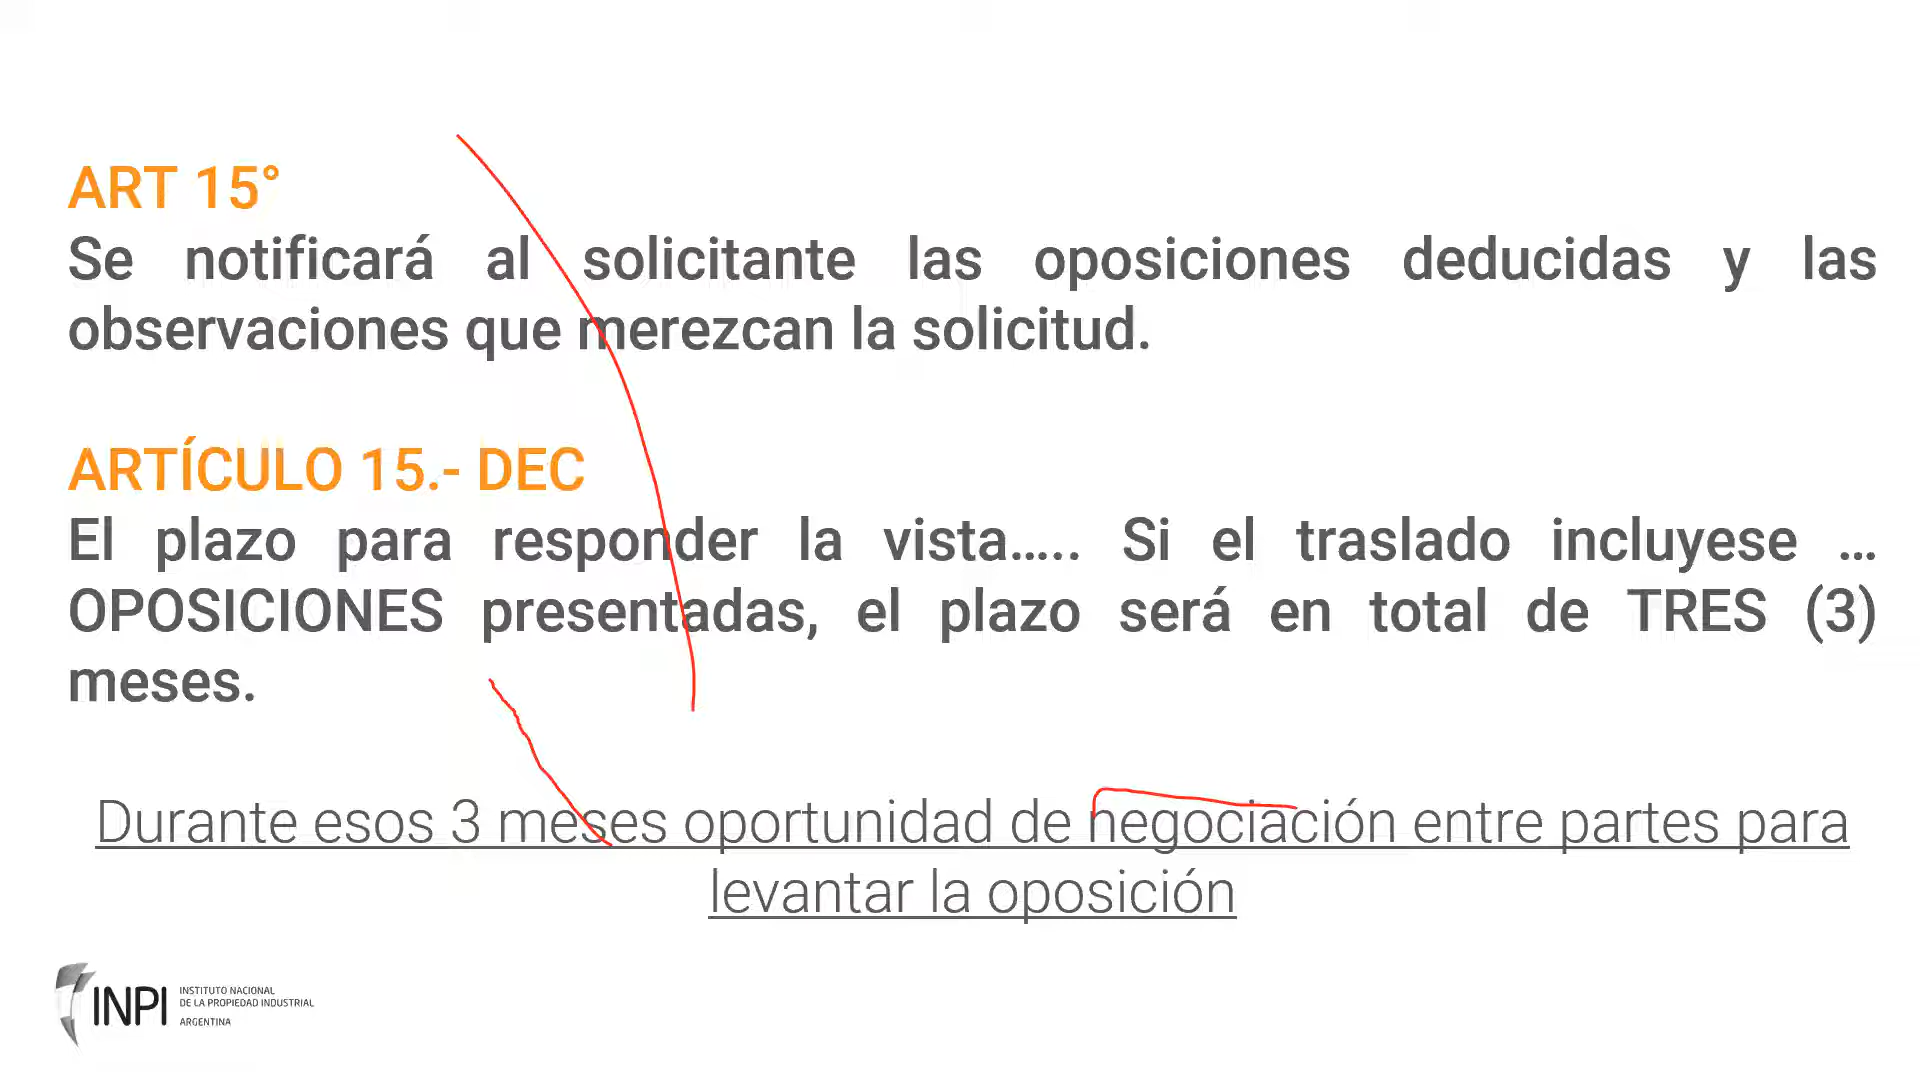 ART 15°
Se notificará al solicitante las oposiciones deducidas y las
observaciones que merezcan la solicitud.
ARTÍCULO 15.- DEC
El plazo para responder la vista….. Si el traslado incluyese …
OPOSICIONES presentadas, el plazo será en total de TRES (3)
meses.
Durante esos 3 meses oportunidad de negociación entre partes para
levantar la oposición
INPI
INSTITUTO NACIONAL
DE LA PROPIEDAD INDUSTRIAL
ARGENTINA